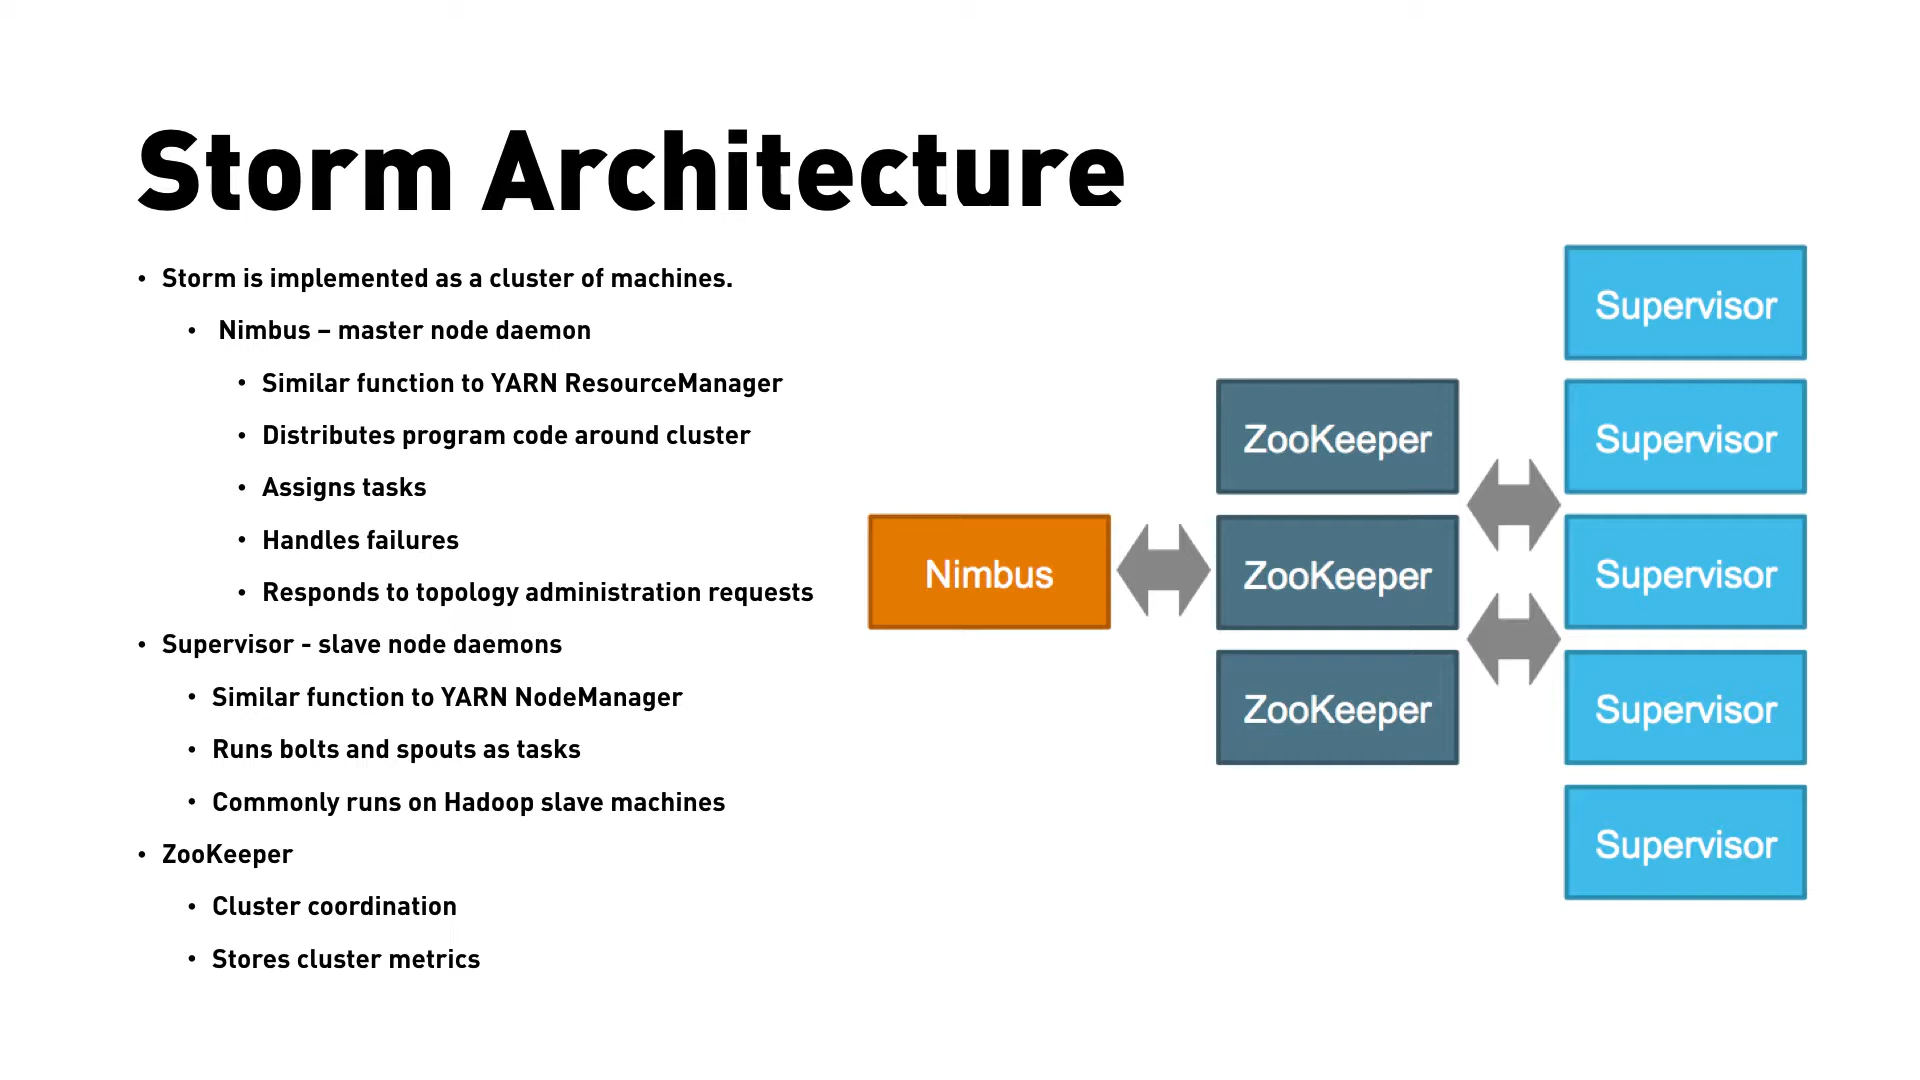 Storm Architecture
• Storm is implemented as a cluster of machines.
• Nimbus – master node daemon
• Similar function to YARN ResourceManager
• Distributes program code around cluster
• Assigns tasks
• Handles failures
• Responds to topology administration requests
• Supervisor - slave node daemons
• Similar function to YARN NodeManager
• Runs bolts and spouts as tasks
• Commonly runs on Hadoop slave machines
• ZooKeeper
• Cluster coordination
• Stores cluster metrics
Nimbus
ZooKeeper
ZooKeeper
ZooKeeper
Supervisor
Supervisor
Supervisor
Supervisor
Supervisor